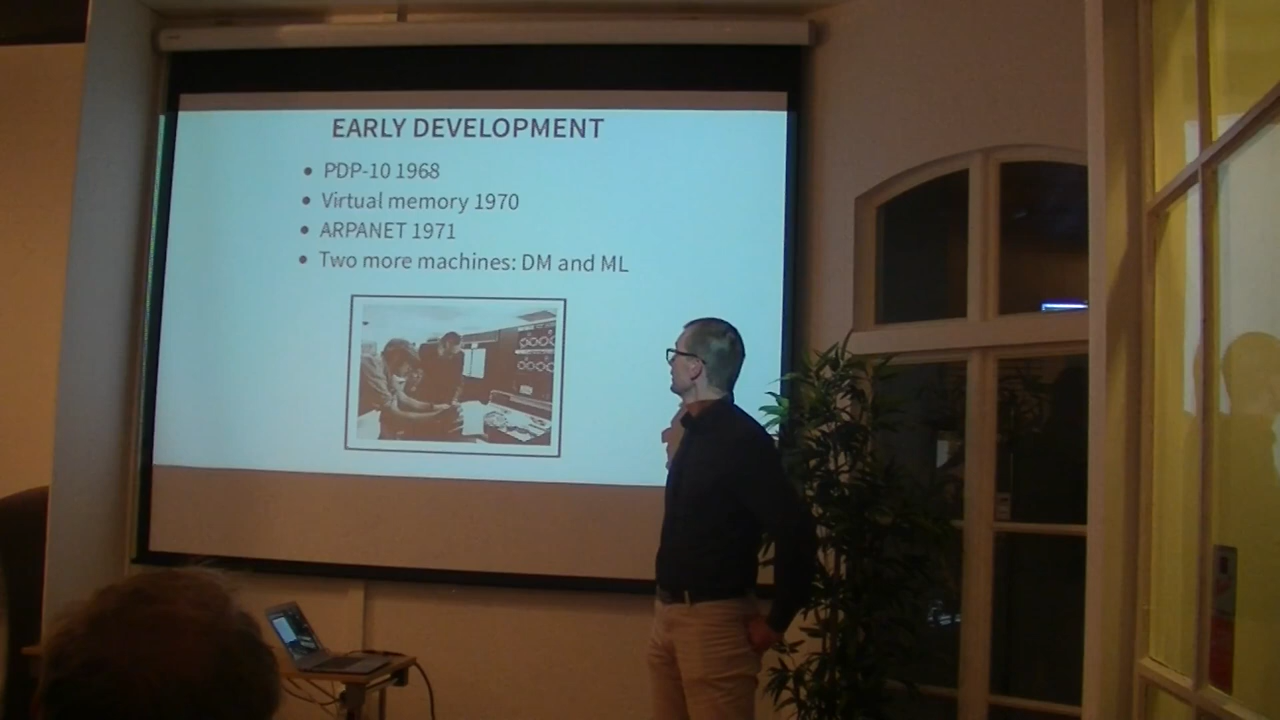 EARLY DEVELOPMENT
• PDP-10 1968
• Virtual memory 1970
• ARPANET 1971
• Two more machines: DM and ML